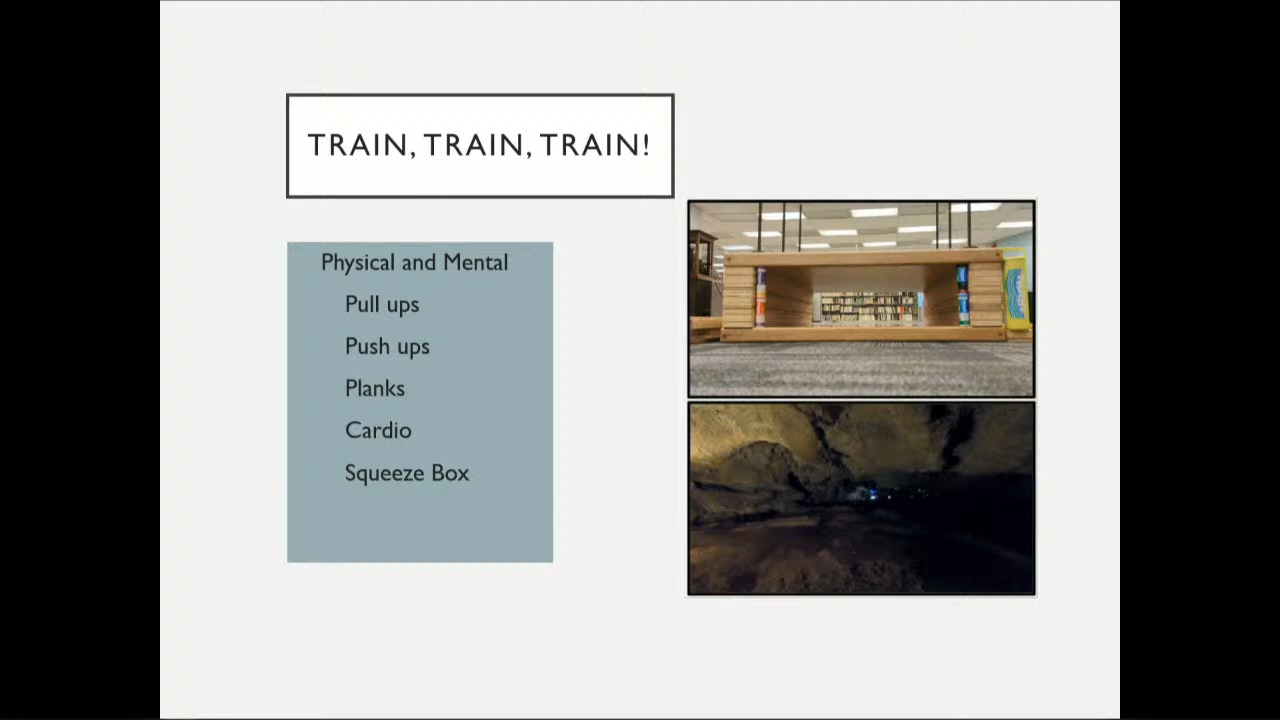 TRAIN, TRAIN, TRAIN!
Physical and Mental
Pull ups
Push ups
Planks
Cardio
Squeeze Box